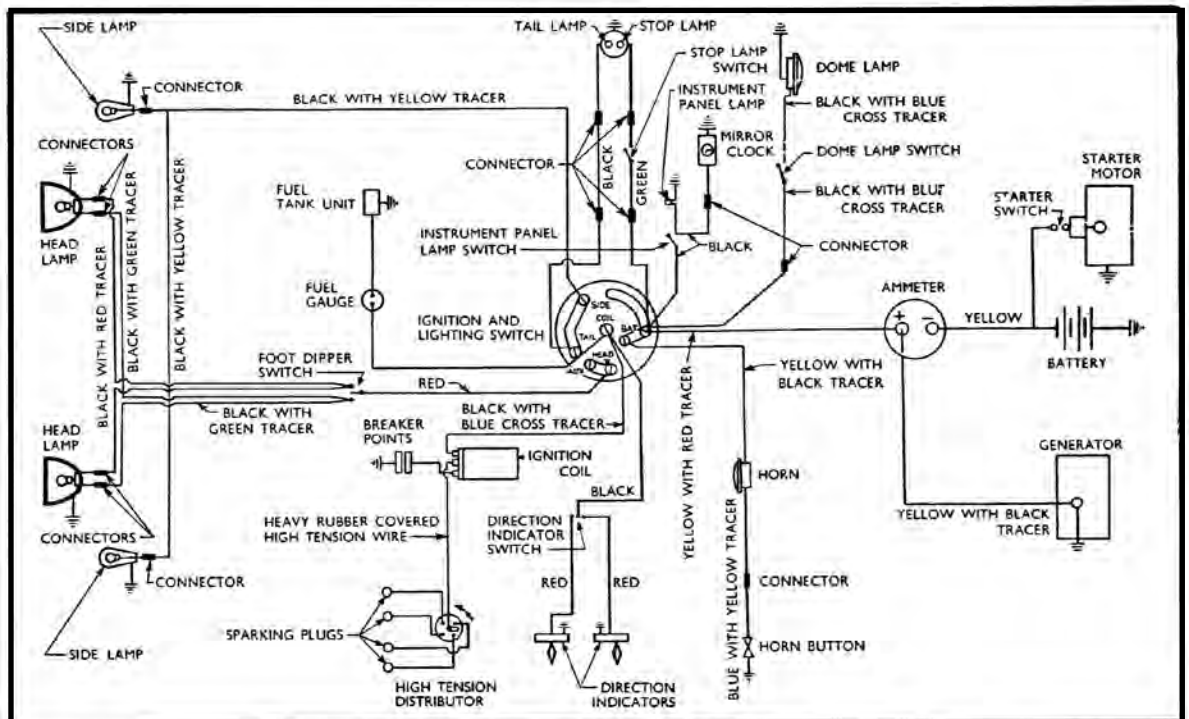 SIDE LAMP
TAIL LAMP
STOP LAMP
STOP LAMP
SWITCH
DOME LAMP
CONNECTOR
BLACK WITH YELLOW TRACER
INSTRUMENT
PANEL LAMP
BLACK WITH BLUE
CROSS TRACER
CONNECTORS
MIRROR
CLOCK
DOME LAMP SWITCH
CONNECTOR
BLACK
GREEN
STARTER
MOTOR
FUEL
TANK UNIT
BLACK WITH BLUE
CROSS TRACER
STARTER
SWITCH
HEAD
LAMP
INSTRUMENT PANEL
LAMP SWITCH
BLACK
CONNECTOR
BLACK WITH RED TRACER
BLACK WITH GREEN TRACER
BLACK WITH YELLOW TRACER
FUEL
GAUGE
AMMETER
SIDE
COIL
BAT
TAIL
HEAD
+
−
YELLOW
IGNITION AND
LIGHTING SWITCH
BATTERY
FOOT DIPPER
SWITCH
YELLOW WITH
BLACK TRACER
RED
BLACK WITH
GREEN TRACER
BLACK WITH
BLUE CROSS TRACER
YELLOW WITH RED TRACER
HEAD
LAMP
BREAKER
POINTS
IGNITION
COIL
GENERATOR
HORN
BLACK
HEAVY RUBBER COVERED
HIGH TENSION WIRE
DIRECTION
INDICATOR
SWITCH
YELLOW WITH BLACK
TRACER
CONNECTORS
CONNECTOR
RED
RED
BLUE WITH YELLOW TRACER
CONNECTOR
SPARKING PLUGS
HORN BUTTON
SIDE LAMP
HIGH TENSION
DISTRIBUTOR
DIRECTION
INDICATORS